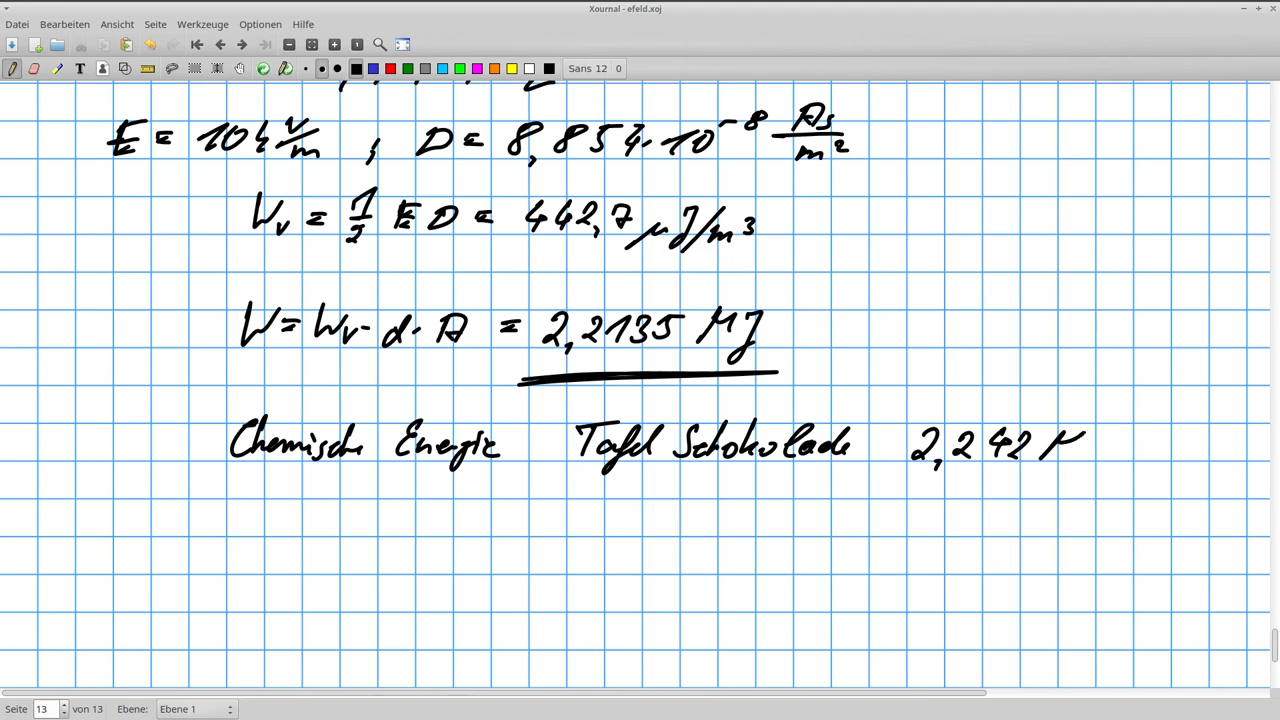 Xournal - efeld.xoj
Datei Bearbeiten Ansicht Seite Werkzeuge Optionen Hilfe
Sans 12 0
E = 10⁴ V/m ; D = 8,854·10⁻⁸ As/m²
Wv = 1/2 E D = 442,7 µJ/m³
W = Wv · d · A = 2,2135 MJ
Chemische Energie Tafel Schokolade 2,242 M
Seite 13 von 13 Ebene: Ebene 1